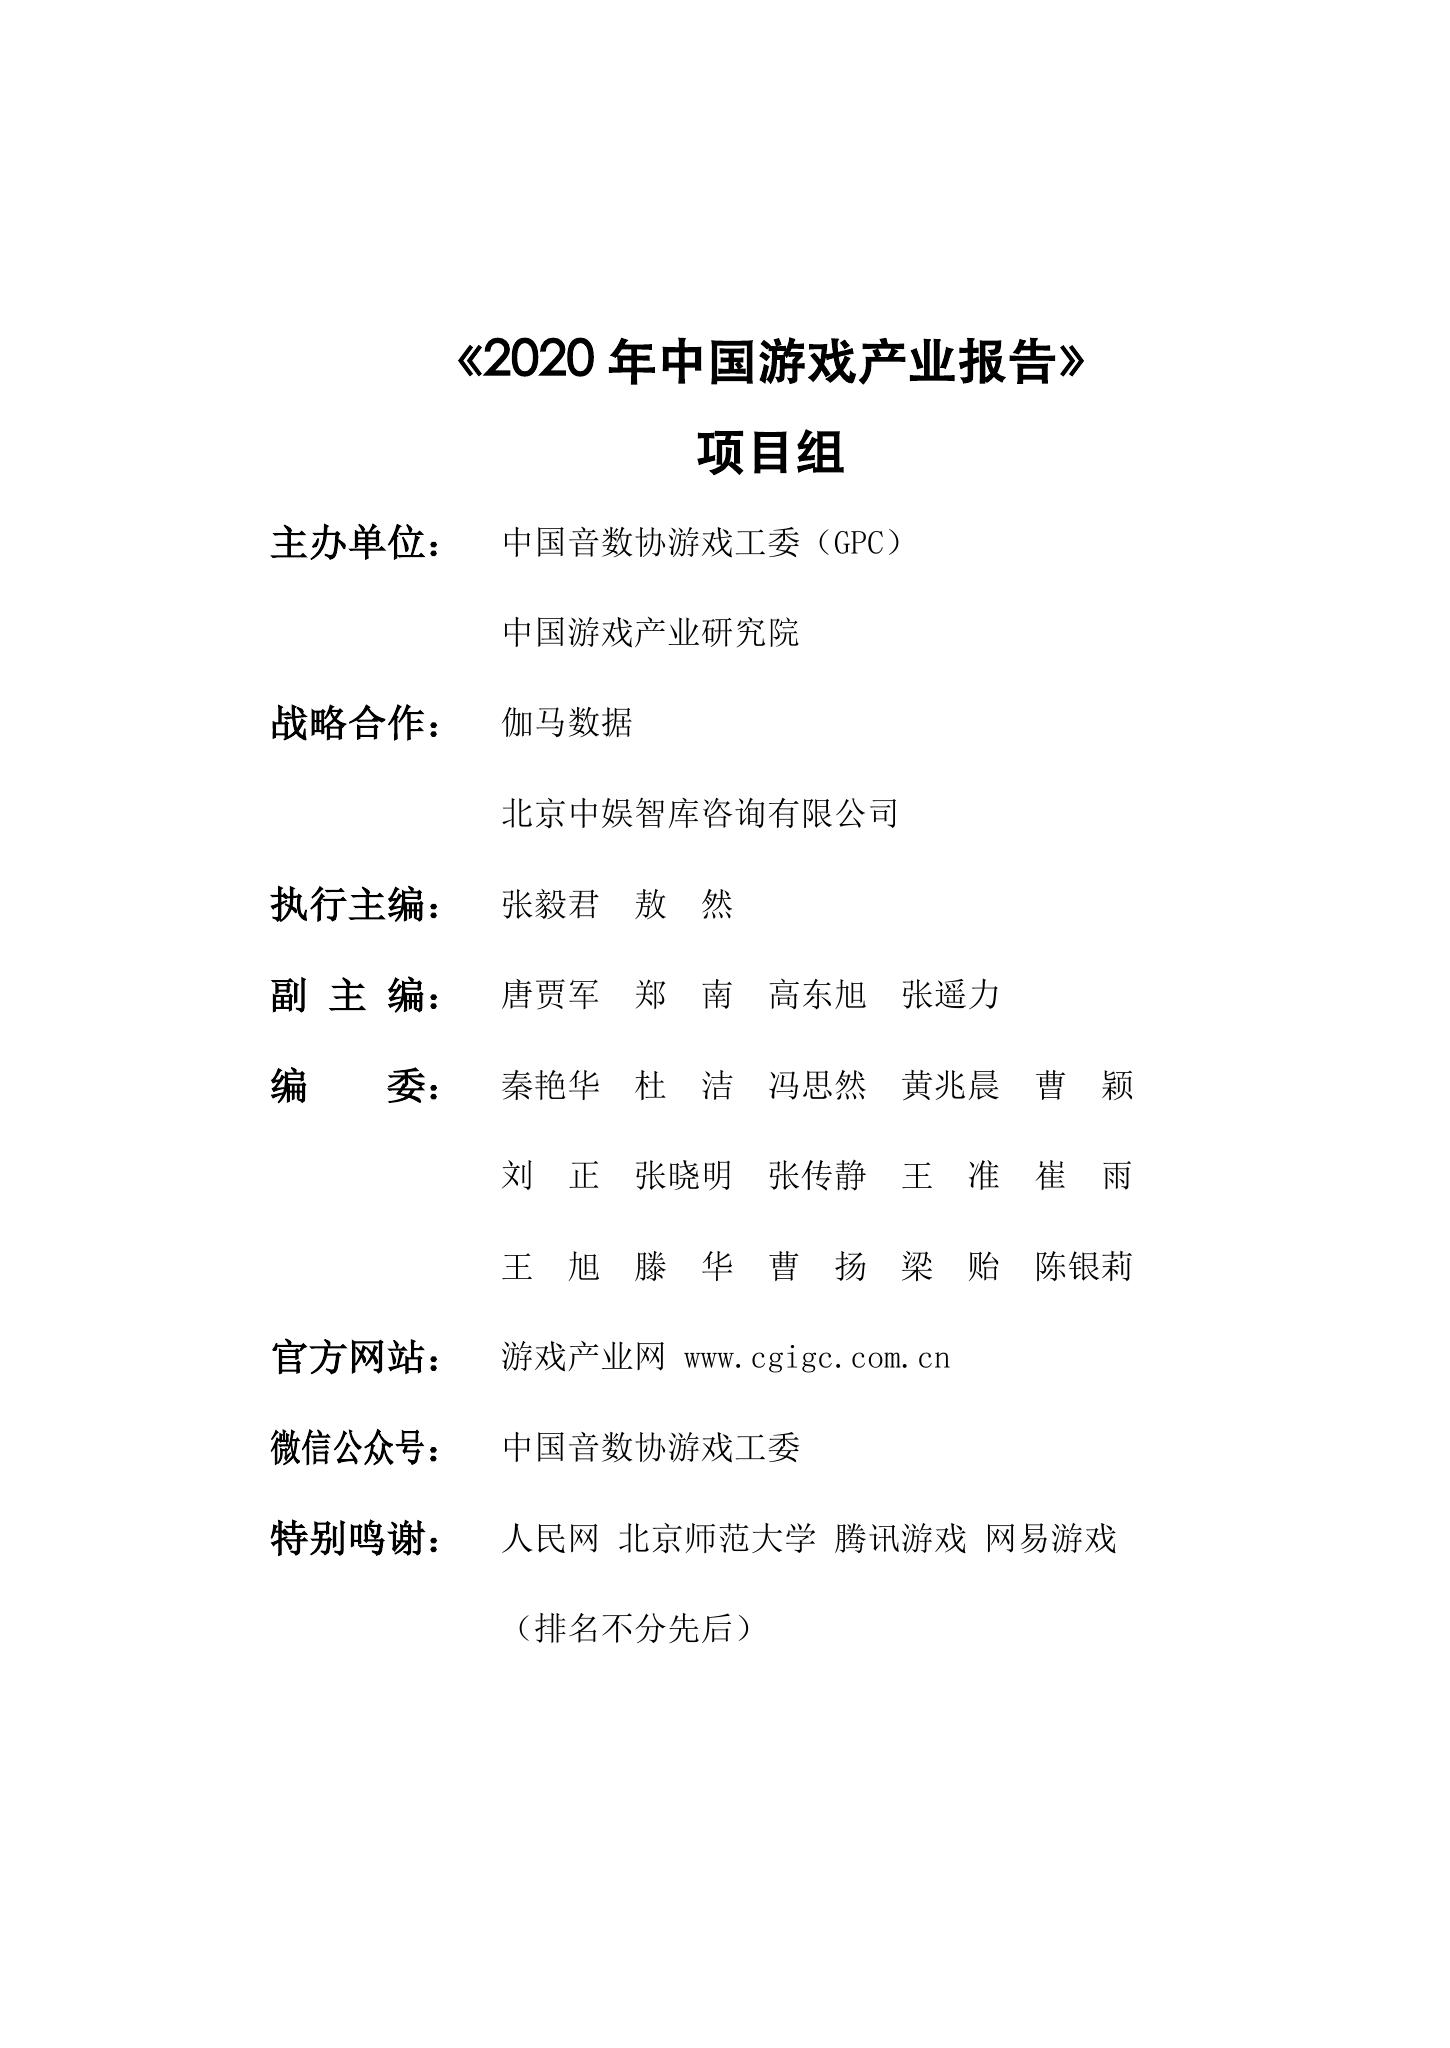 《2020 年中国游戏产业报告》
项目组
主办单位： 中国音数协游戏工委（GPC）
中国游戏产业研究院
战略合作： 伽马数据
北京中娱智库咨询有限公司
执行主编： 张毅君　敖　然
副 主 编： 唐贾军　郑　南　高东旭　张遥力
编　　委： 秦艳华　杜　洁　冯思然　黄兆晨　曹　颖
刘　正　张晓明　张传静　王　准　崔　雨
王　旭　滕　华　曹　扬　梁　贻　陈银莉
官方网站： 游戏产业网 www.cgigc.com.cn
微信公众号： 中国音数协游戏工委
特别鸣谢： 人民网 北京师范大学 腾讯游戏 网易游戏
（排名不分先后）